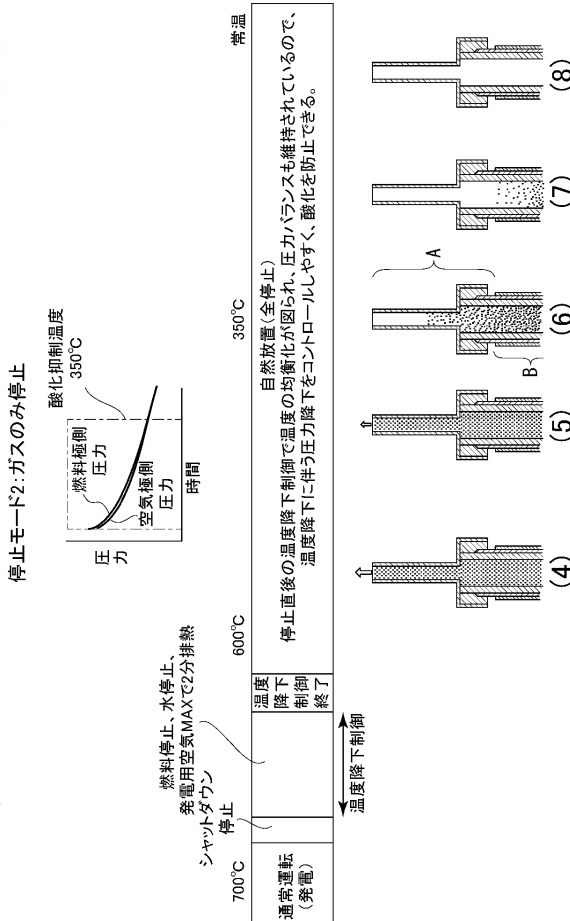 停止モード2:ガスのみ停止
圧力
燃料極側
圧力
空気極側
圧力
時間
酸化抑制温度
350℃
燃料停止、水停止、
発電用空気MAXで2分排熱
シャットダウン
停止
700℃
600℃
350℃
常温
通常運転
(発電)
温度
降下
制御
終了
自然放置(全停止)
停止直後の温度降下制御で温度の均衡化が図られ、圧力バランスも維持されているので、
温度降下に伴う圧力降下をコントロールしやすく、酸化を防止できる。
温度降下制御
A
B
(4)
(5)
(6)
(7)
(8)